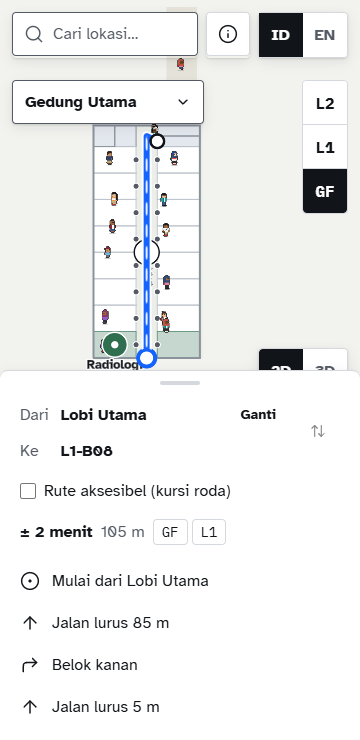 Cari lokasi...
ID
EN
Gedung Utama
L2
L1
GF
Radiolog
Dari Lobi Utama
Ganti
Ke L1-B08
Rute aksesibel (kursi roda)
± 2 menit 105 m GF L1
Mulai dari Lobi Utama
Jalan lurus 85 m
Belok kanan
Jalan lurus 5 m